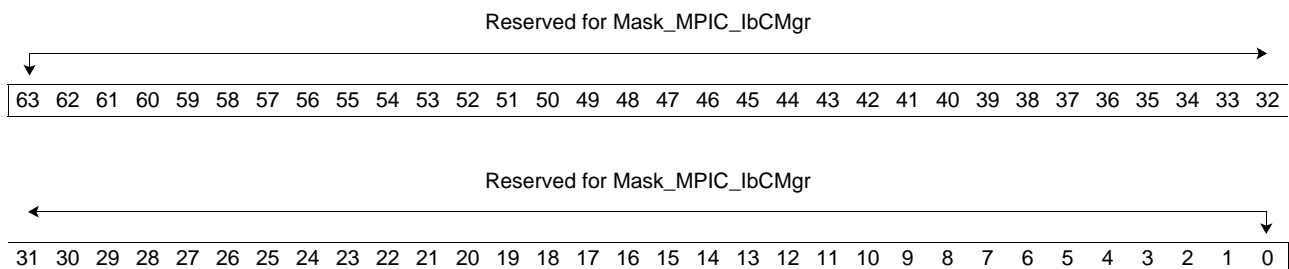 Reserved for Mask_MPIC_IbCMgr
63 62 61 60 59 58 57 56 55 54 53 52 51 50 49 48 47 46 45 44 43 42 41 40 39 38 37 36 35 34 33 32
Reserved for Mask_MPIC_IbCMgr
31 30 29 28 27 26 25 24 23 22 21 20 19 18 17 16 15 14 13 12 11 10 9 8 7 6 5 4 3 2 1 0